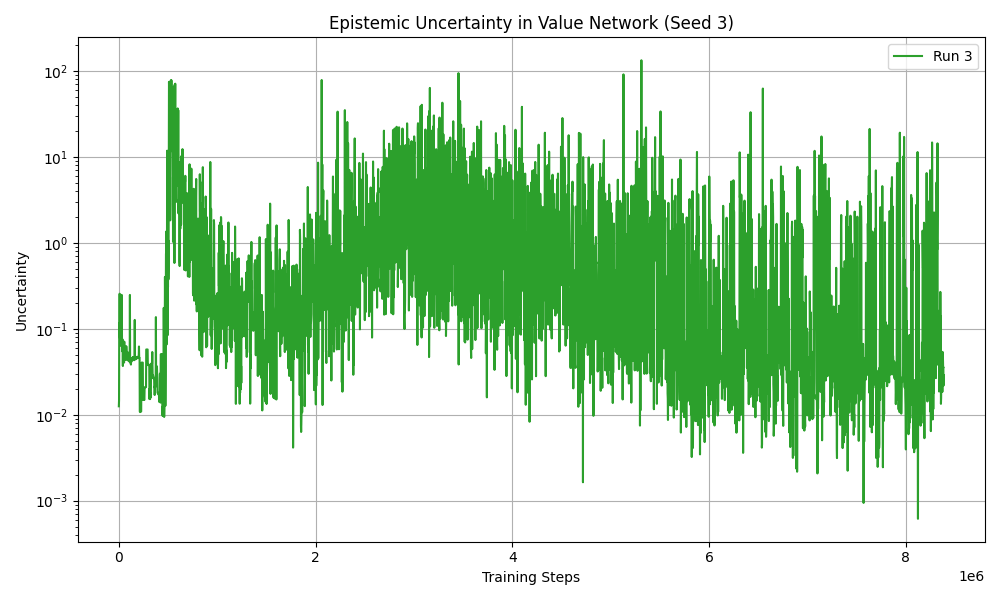 Epistemic Uncertainty in Value Network (Seed 3)
Run 3
Uncertainty
10²
10¹
10⁰
10⁻¹
10⁻²
10⁻³
0 2 4 6 8
1e6
Training Steps